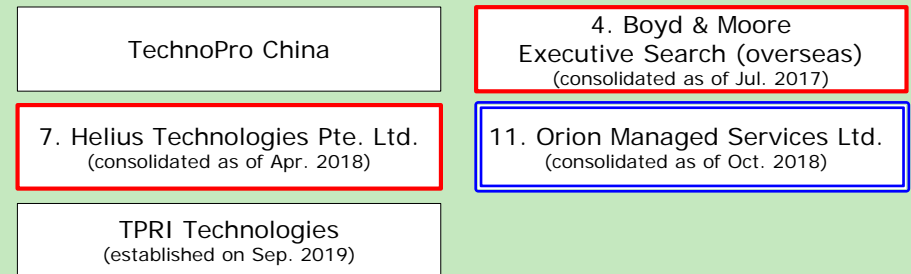 TechnoPro China
4. Boyd & Moore
Executive Search (overseas)
(consolidated as of Jul. 2017)
7. Helius Technologies Pte. Ltd.
(consolidated as of Apr. 2018)
11. Orion Managed Services Ltd.
(consolidated as of Oct. 2018)
TPRI Technologies
(established on Sep. 2019)